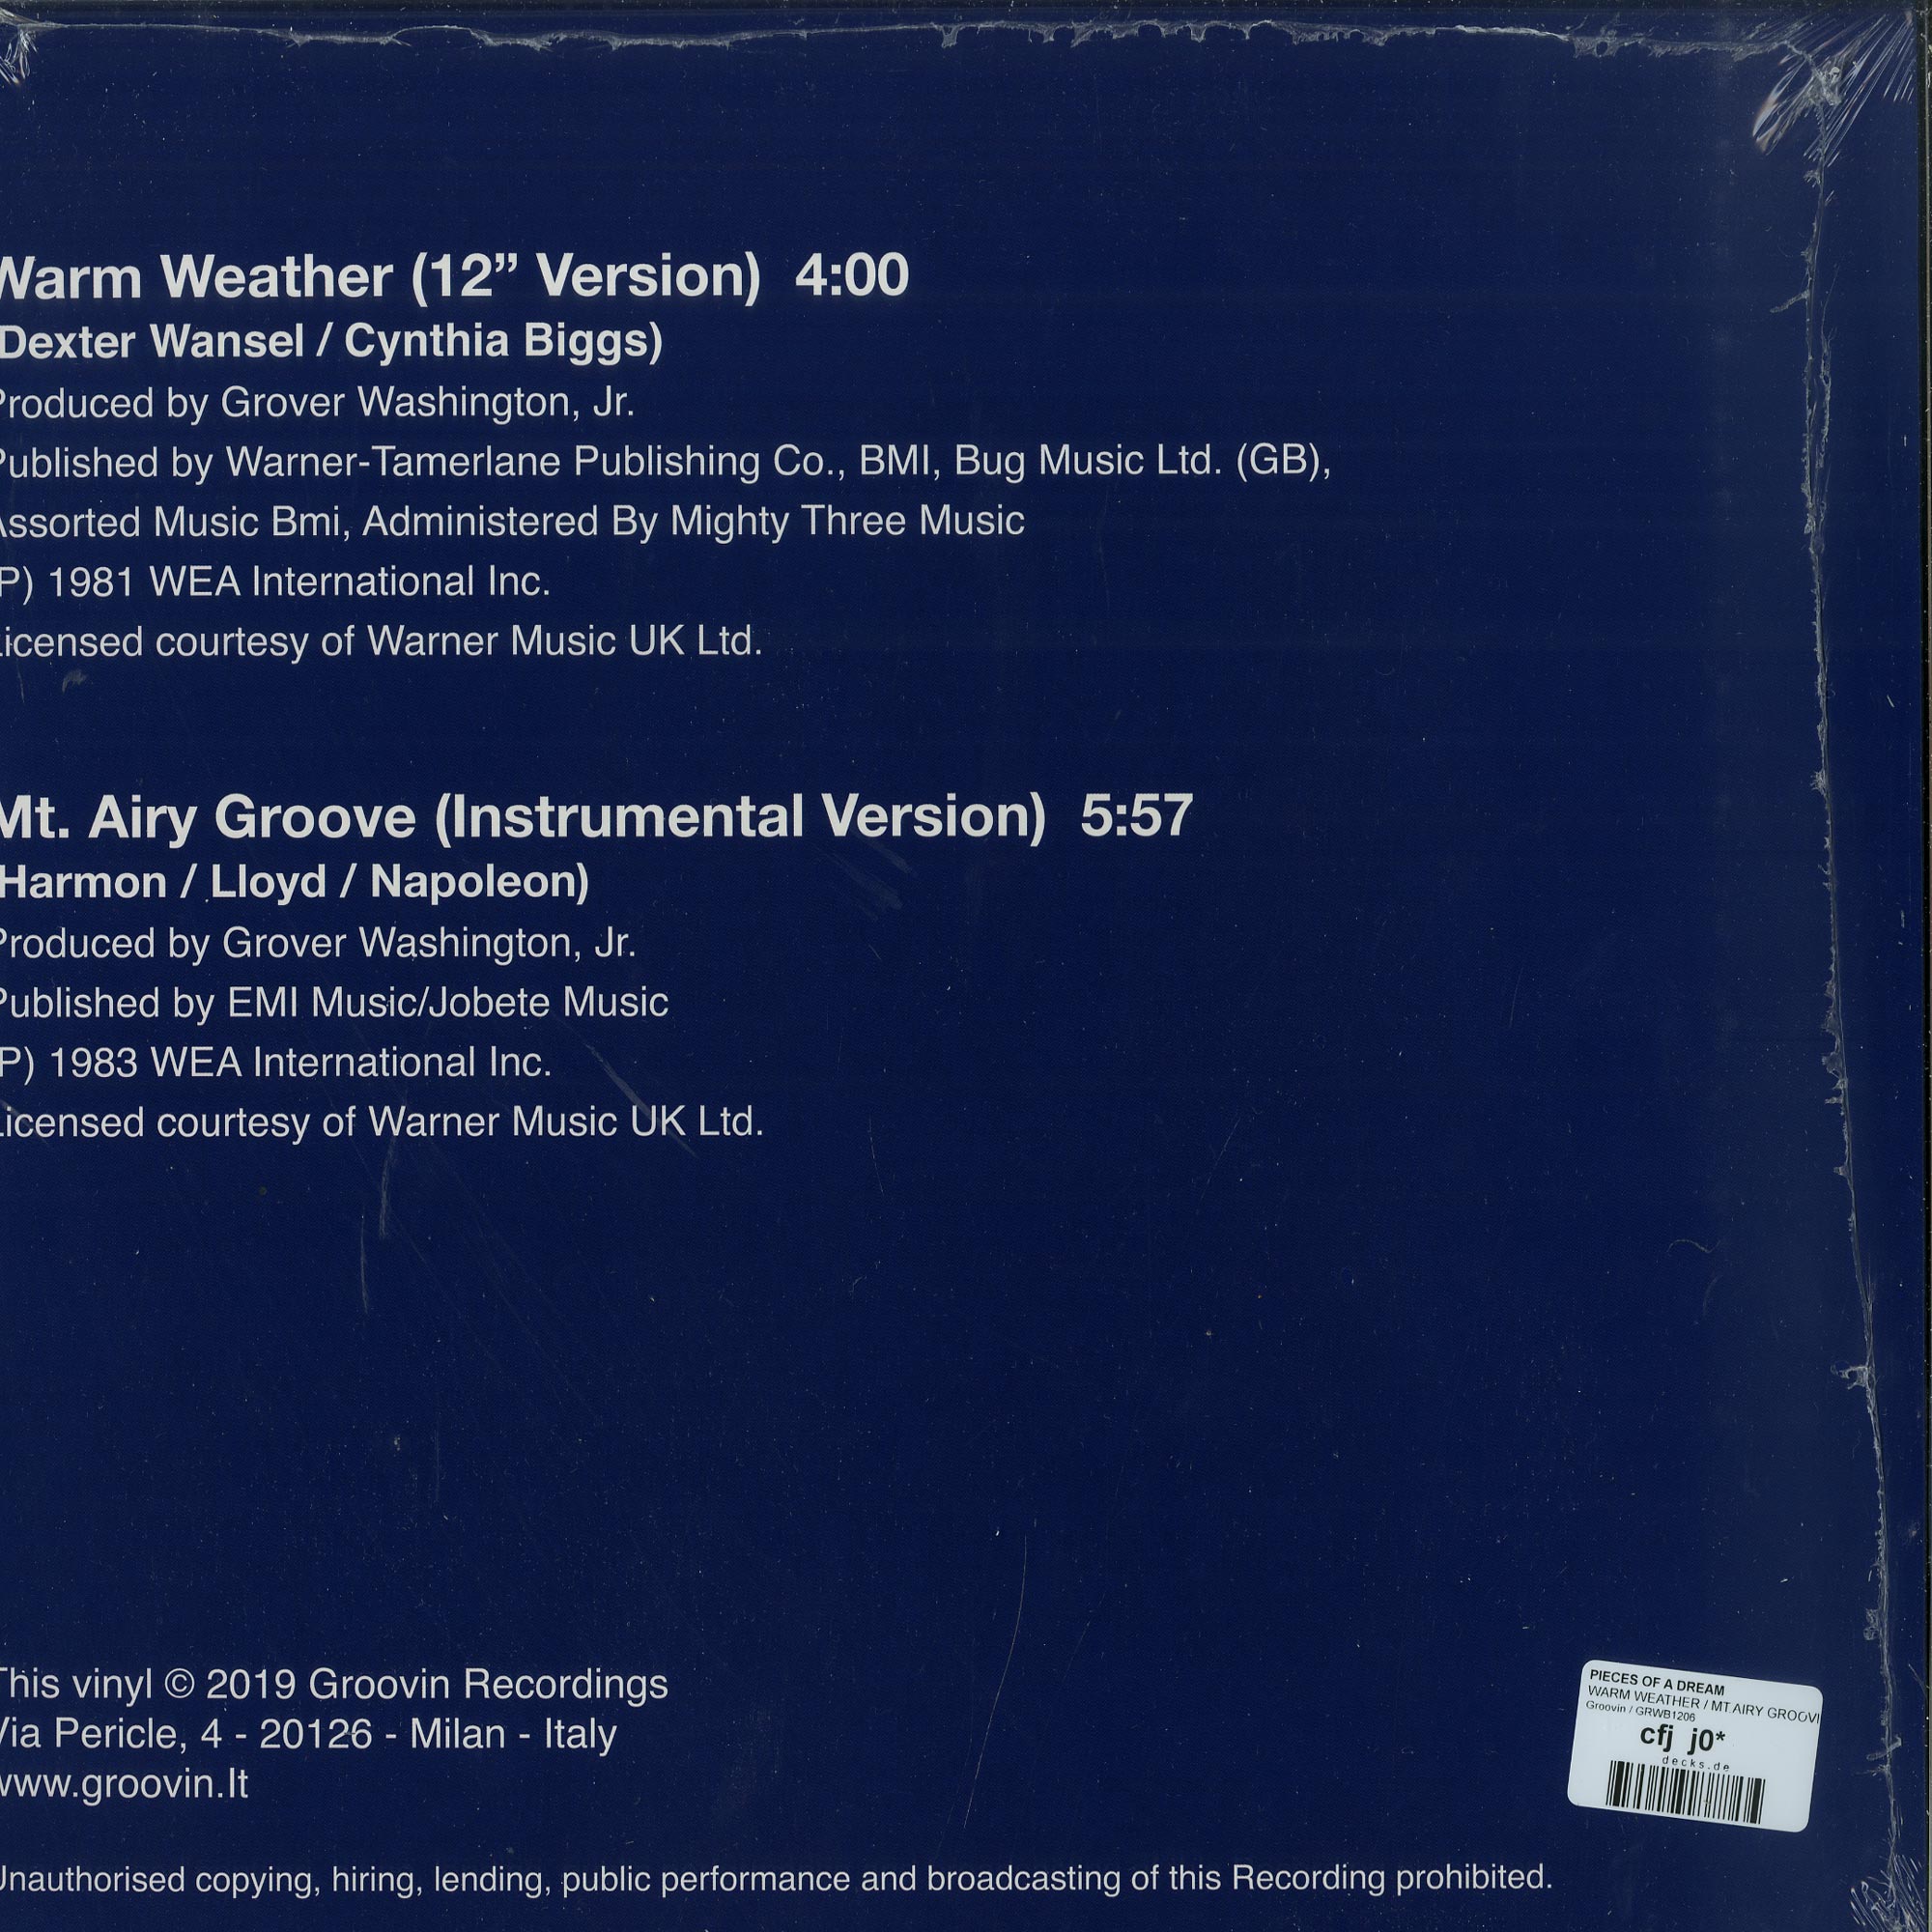 Warm Weather (12” Version) 4:00
(Dexter Wansel / Cynthia Biggs)
Produced by Grover Washington, Jr.
Published by Warner-Tamerlane Publishing Co., BMI, Bug Music Ltd. (GB),
Assorted Music Bmi, Administered By Mighty Three Music
(P) 1981 WEA International Inc.
Licensed courtesy of Warner Music UK Ltd.
Mt. Airy Groove (Instrumental Version) 5:57
(Harmon / Lloyd / Napoleon)
Produced by Grover Washington, Jr.
Published by EMI Music/Jobete Music
(P) 1983 WEA International Inc.
Licensed courtesy of Warner Music UK Ltd.
This vinyl © 2019 Groovin Recordings
Via Pericle, 4 - 20126 - Milan - Italy
www.groovin.It
Unauthorised copying, hiring, lending, public performance and broadcasting of this Recording prohibited.
PIECES OF A DREAM
WARM WEATHER / MT.AIRY GROOVI
Groovin / GRWB1206
cfj j0*
decks.de